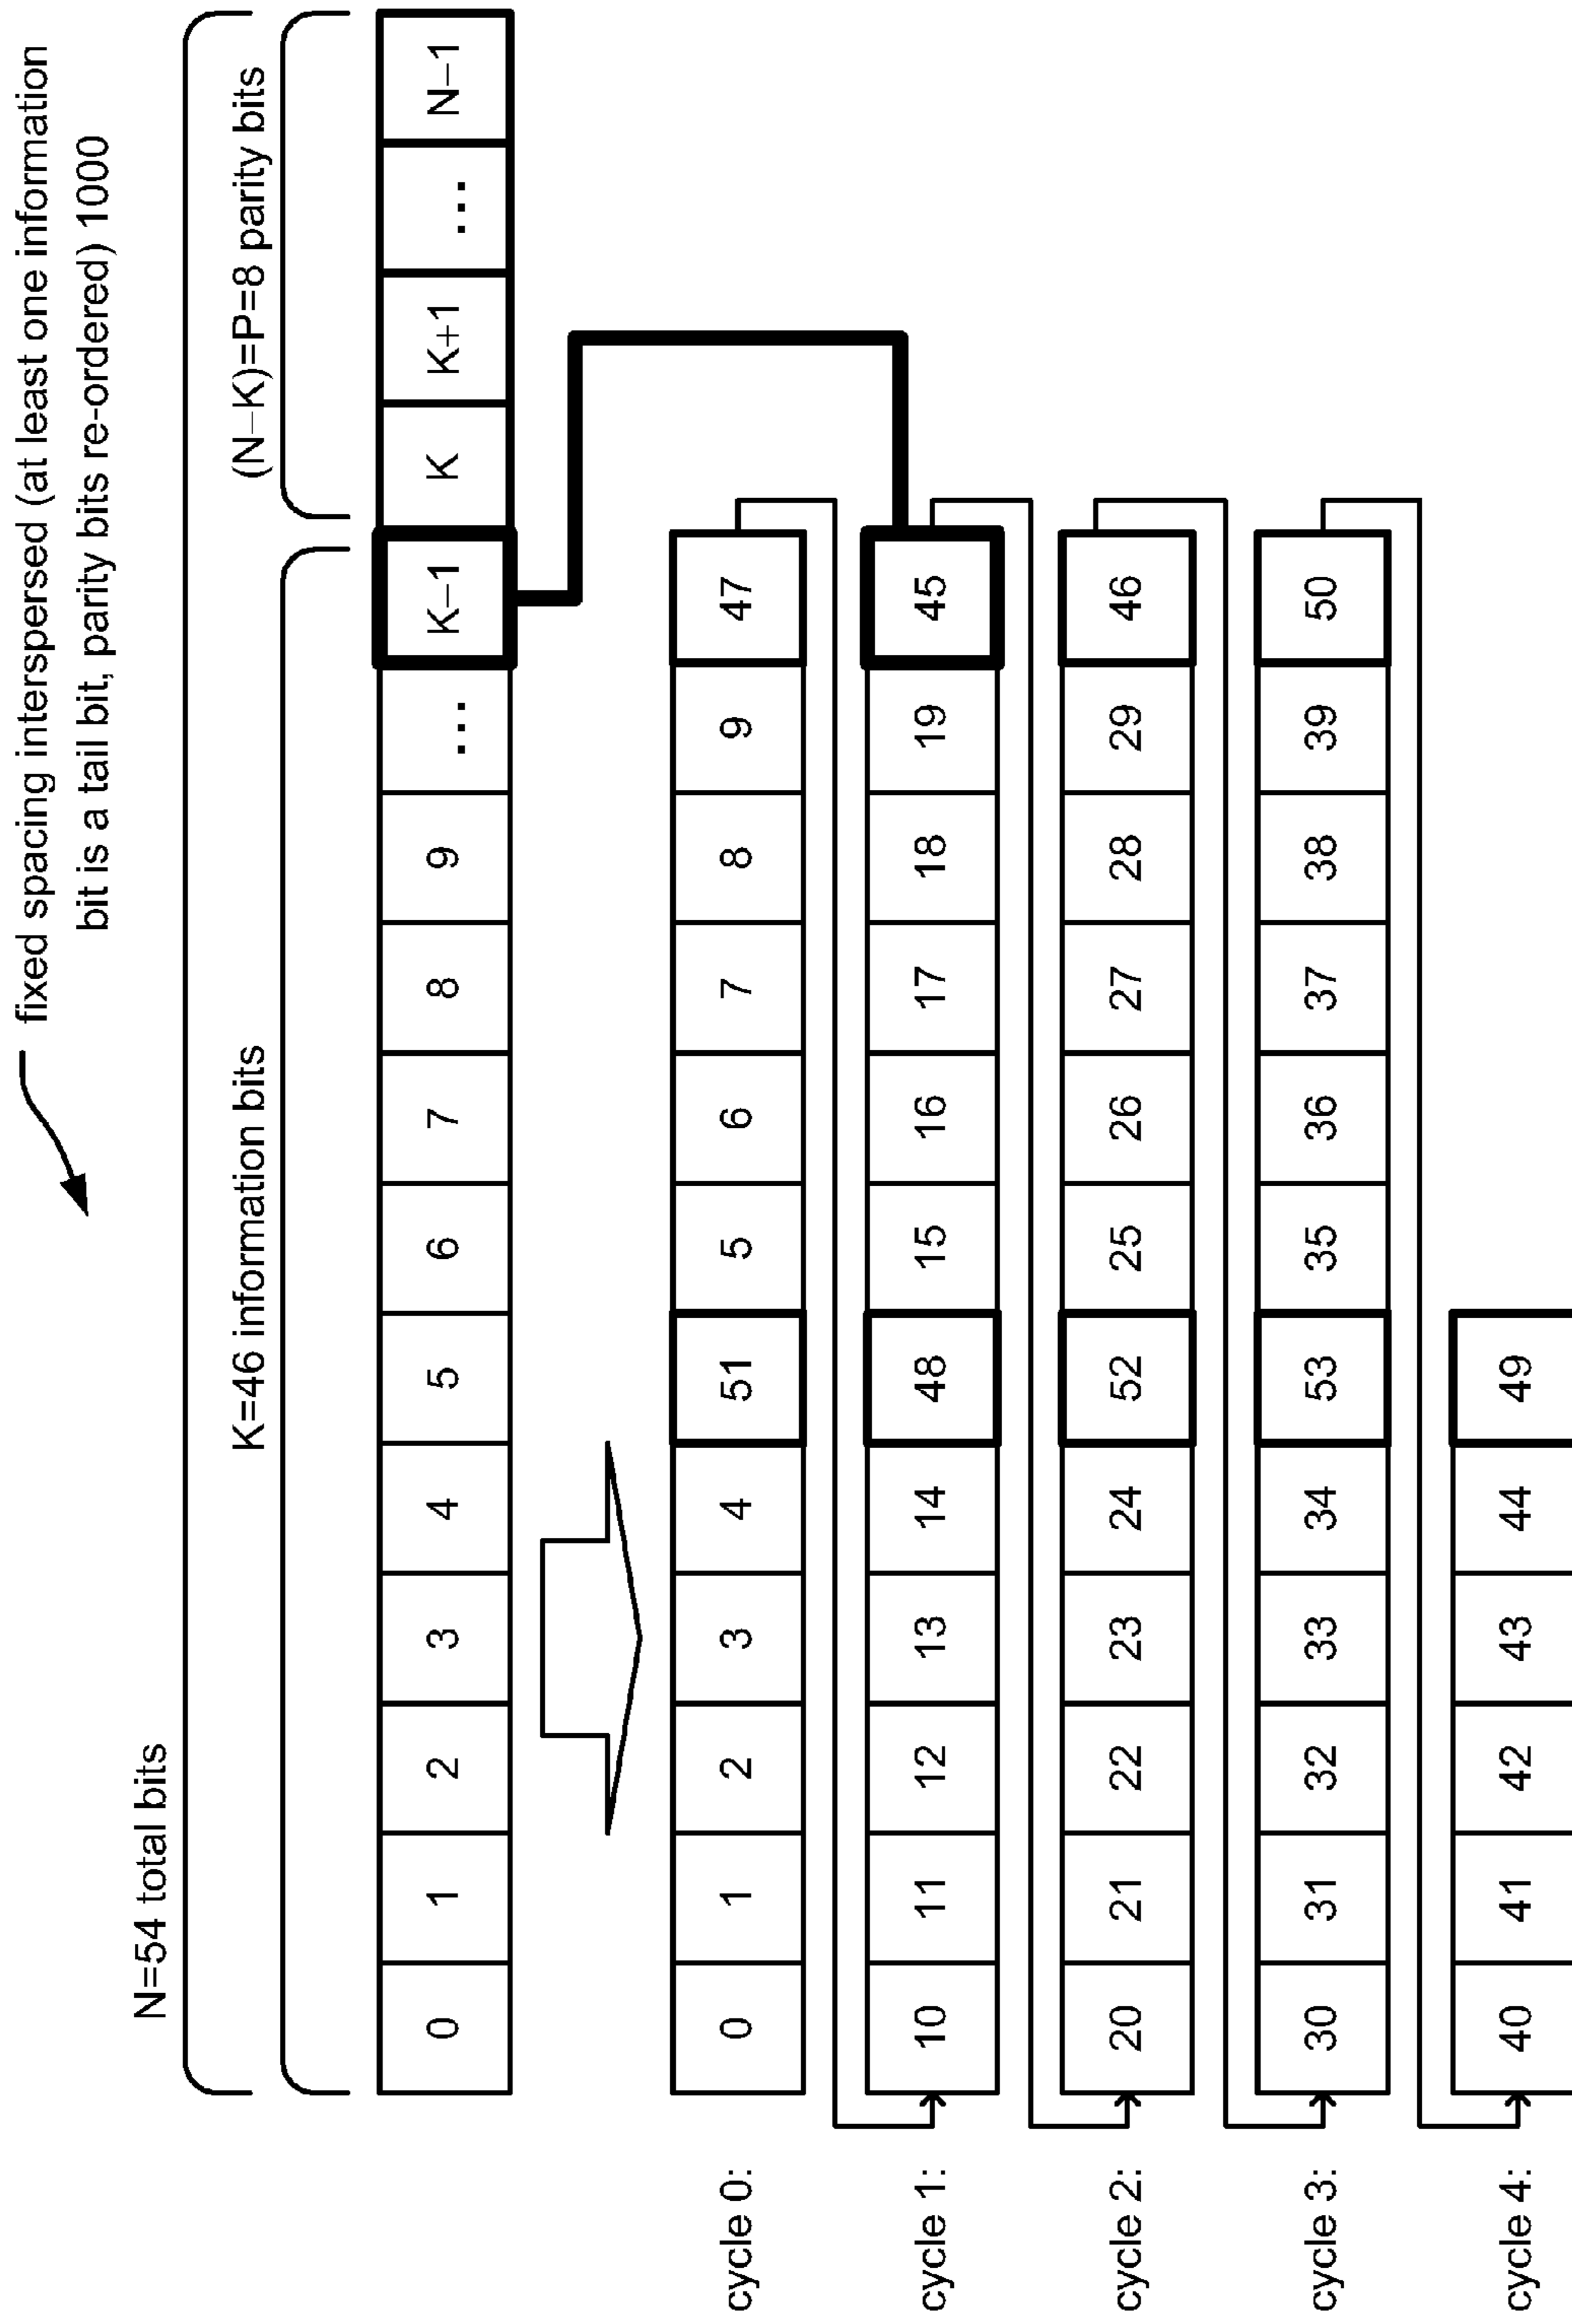 fixed spacing interspersed (at least one information
bit is a tail bit, parity bits re-ordered) 1000
N=54 total bits
K=46 information bits (N−K)=P=8 parity bits
0 1 2 3 4 5 6 7 8 9 ... K−1 K K+1 ... N−1
cycle 0: 0 1 2 3 4 51 5 6 7 8 9 47
cycle 1: 10 11 12 13 14 48 15 16 17 18 19 45
cycle 2: 20 21 22 23 24 52 25 26 27 28 29 46
cycle 3: 30 31 32 33 34 53 35 36 37 38 39 50
cycle 4: 40 41 42 43 44 49